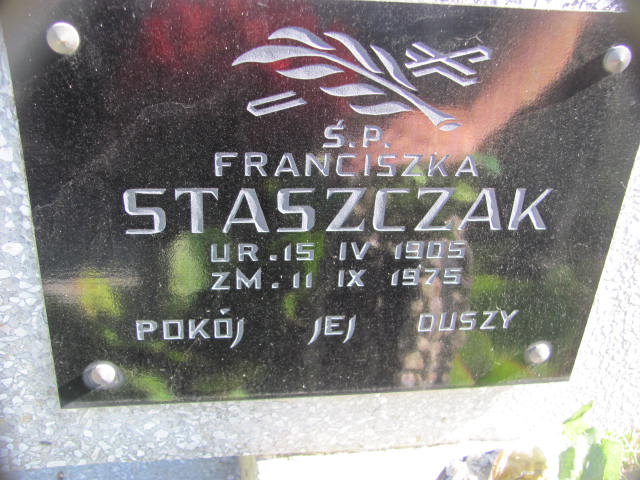 Ś.P.
FRANCISZKA
STASZCZAK
UR. 15 IV 1905
ZM. 11 IX 1975
POKÓJ JEJ DUSZY